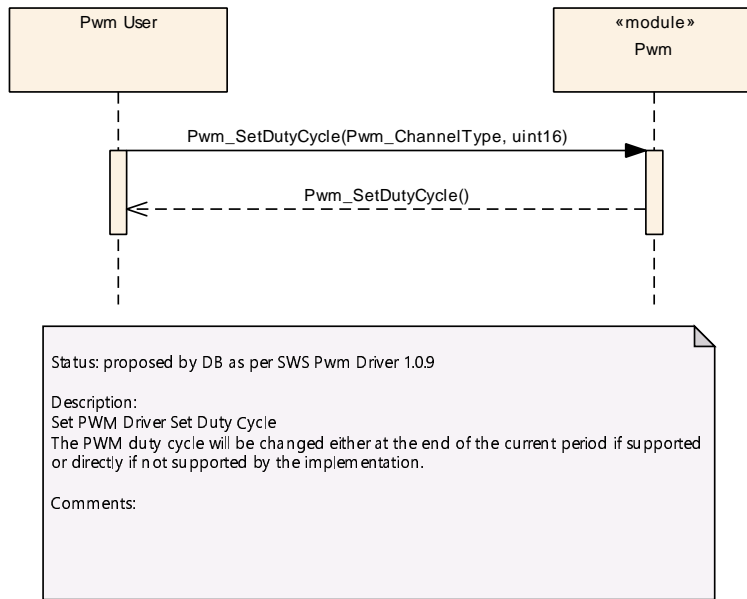 Pwm User
«module»
Pwm
Pwm_SetDutyCycle(Pwm_ChannelType, uint16)
Pwm_SetDutyCycle()
Status: proposed by DB as per SWS Pwm Driver 1.0.9
Description:
Set PWM Driver Set Duty Cycle
The PWM duty cycle will be changed either at the end of the current period if supported
or directly if not supported by the implementation.
Comments: